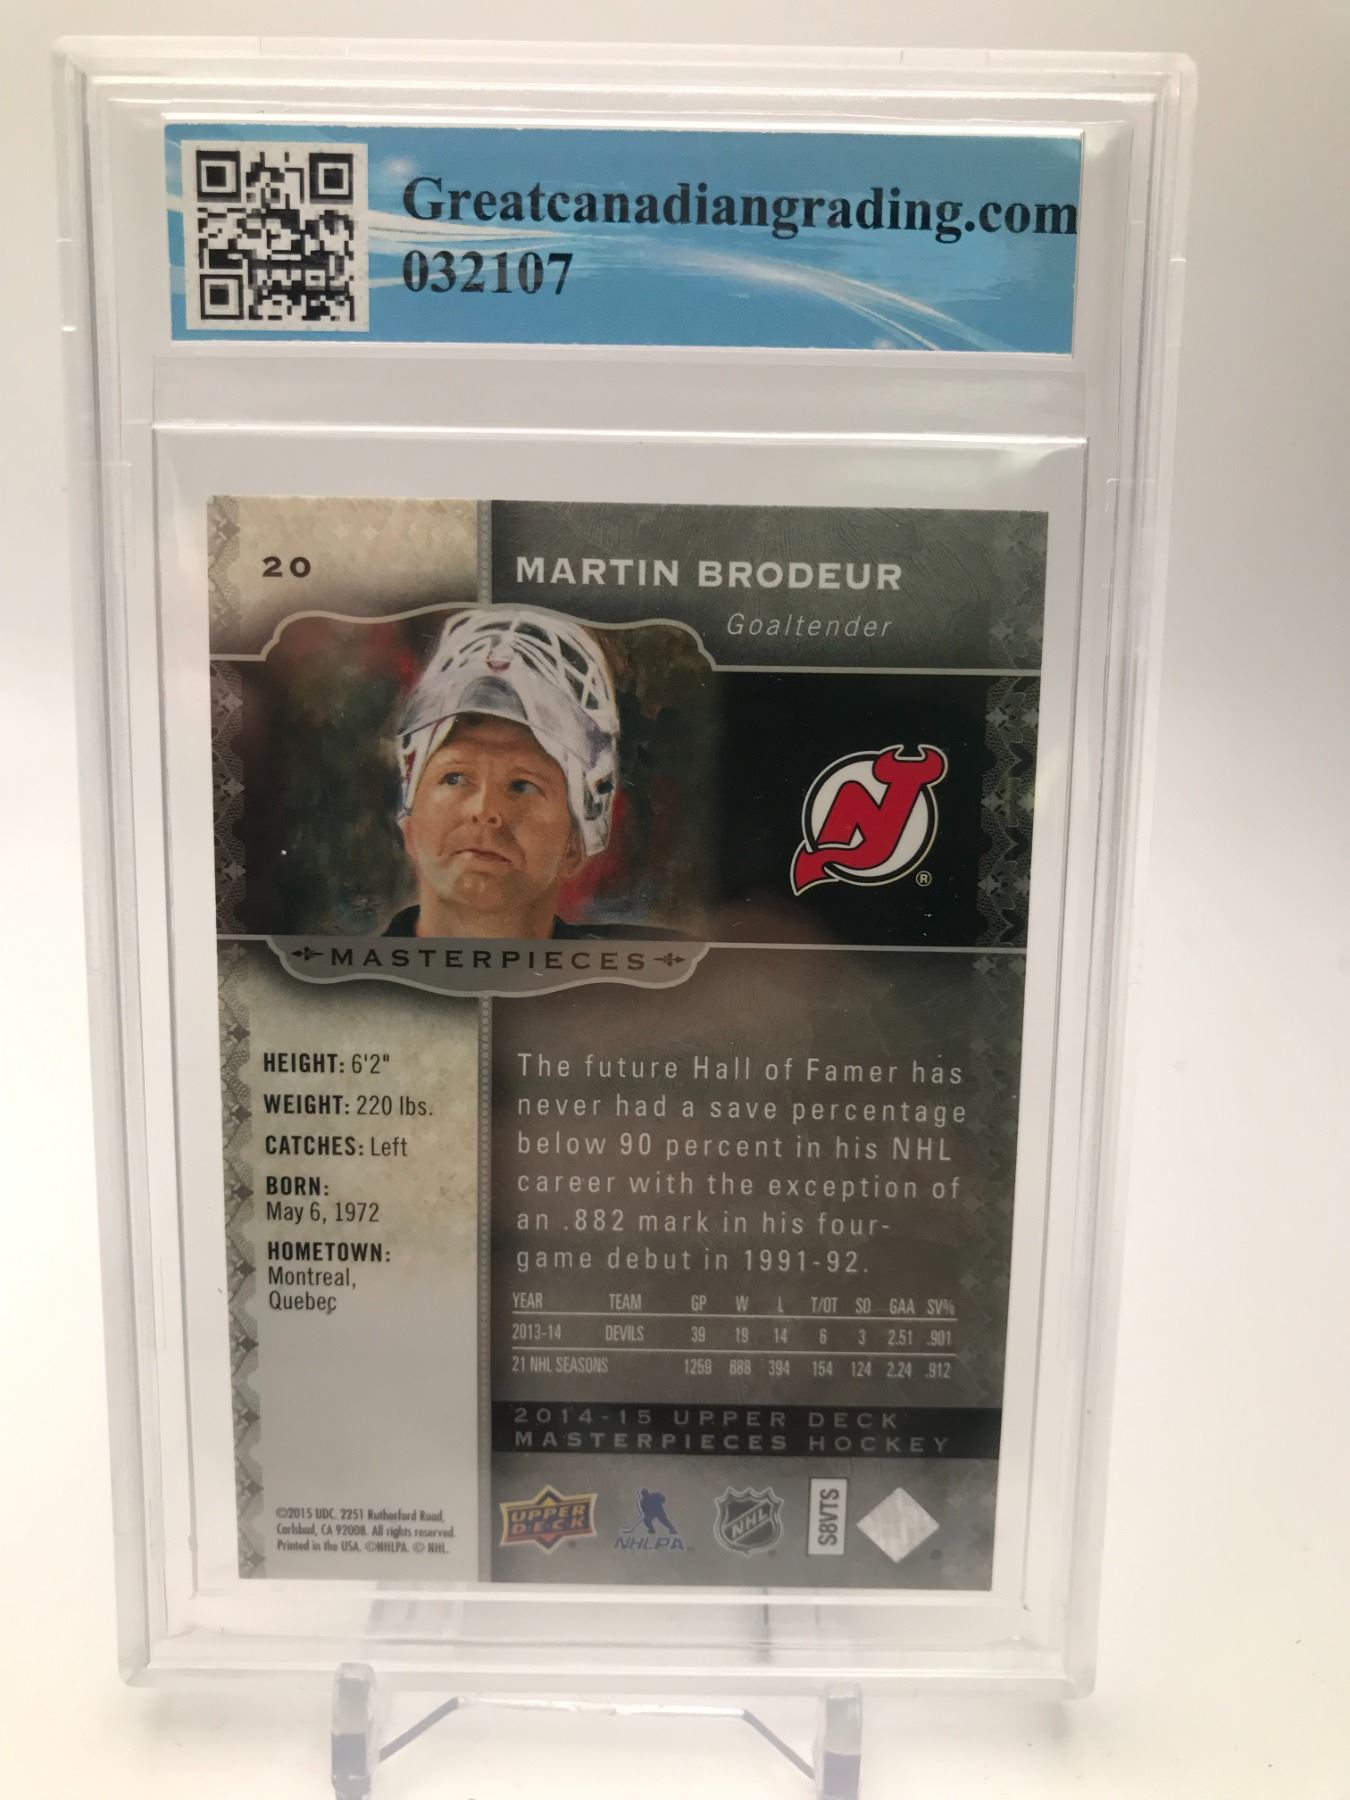 Greatcanadiangrading.com
032107
20
MARTIN BRODEUR
Goaltender
®
MASTERPIECES
HEIGHT: 6'2"
WEIGHT: 220 lbs.
CATCHES: Left
BORN:
May 6, 1972
HOMETOWN:
Montreal,
Quebec
The future Hall of Famer has
never had a save percentage
below 90 percent in his NHL
career with the exception of
an .882 mark in his four-
game debut in 1991-92.
YEAR TEAM GP W L T/OT SO GAA SV%
2013-14 DEVILS 39 19 14 6 3 2.51 .901
21 NHL SEASONS 1259 688 394 154 124 2.24 .912
2014-15 UPPER DECK
MASTERPIECES HOCKEY
©2015 UDC. 2251 Rutherford Road,
Carlsbad, CA 92008. All rights reserved.
Printed in the USA. ©NHLPA. © NHL.
UPPER
D·E·C·K
NHLPA
NHL
S8VTS